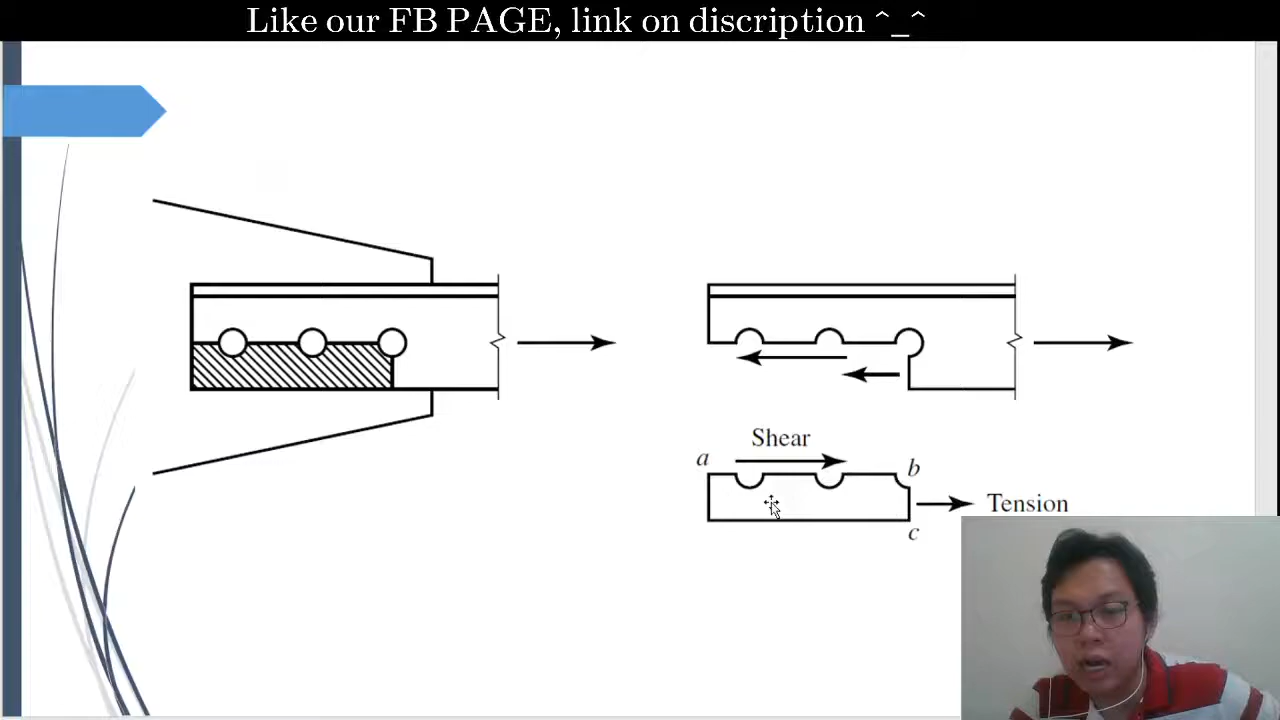 Like our FB PAGE, link on discription ^_^
Shear
a
b
Tension
c